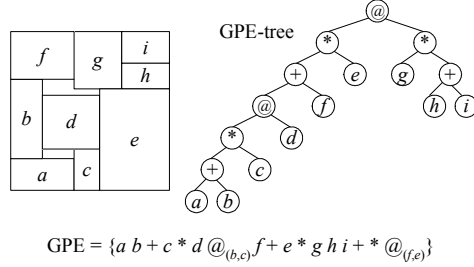 GPE-tree
f g i
h
b d e
a c
@
* *
+ e g +
@ f h i
* d
+ c
a b
GPE = {a b + c * d @(b,c) f + e * g h i + * @(f,e)}